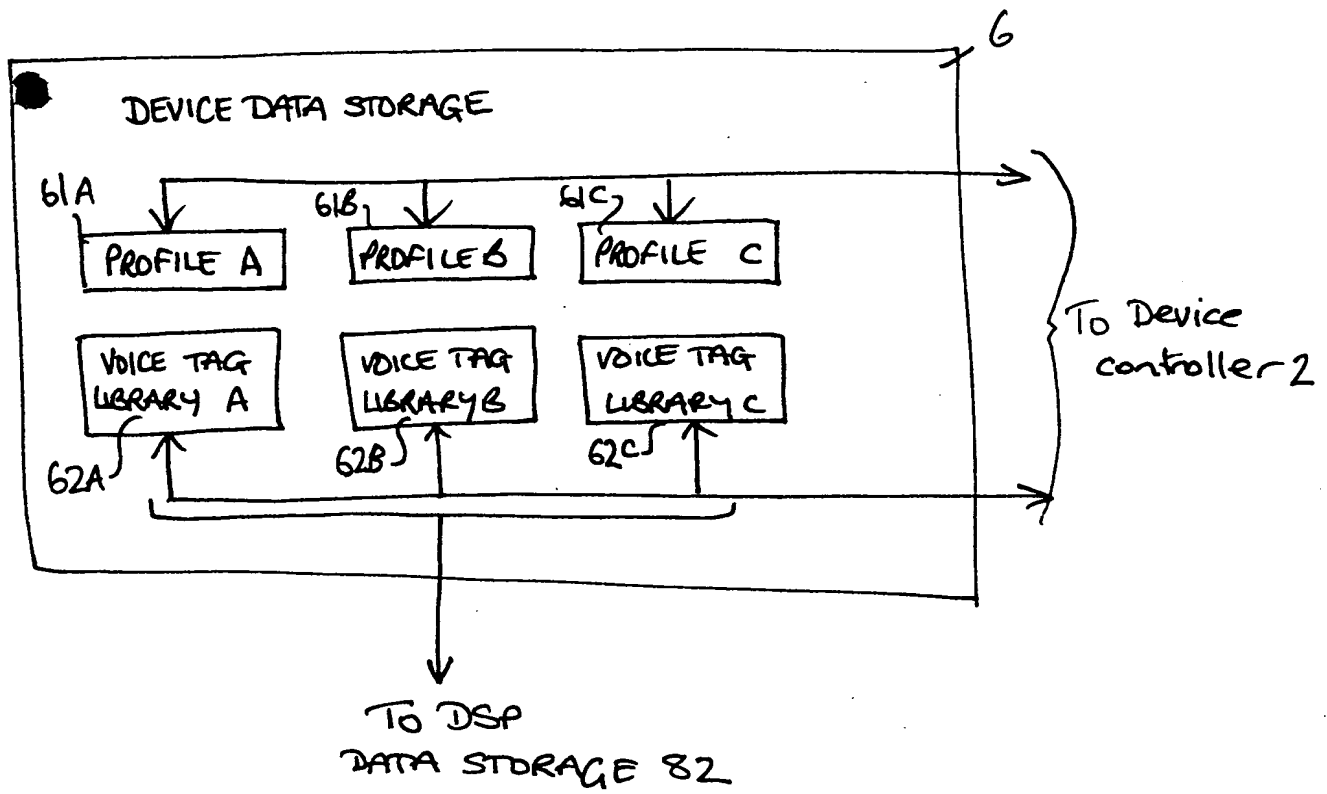 6
DEVICE DATA STORAGE
61A
61B
61C
PROFILE A
PROFILE B
PROFILE C
To Device
controller 2
VOICE TAG
LIBRARY A
VOICE TAG
LIBRARY B
VOICE TAG
LIBRARY C
62A
62B
62C
To DSP
DATA STORAGE 82